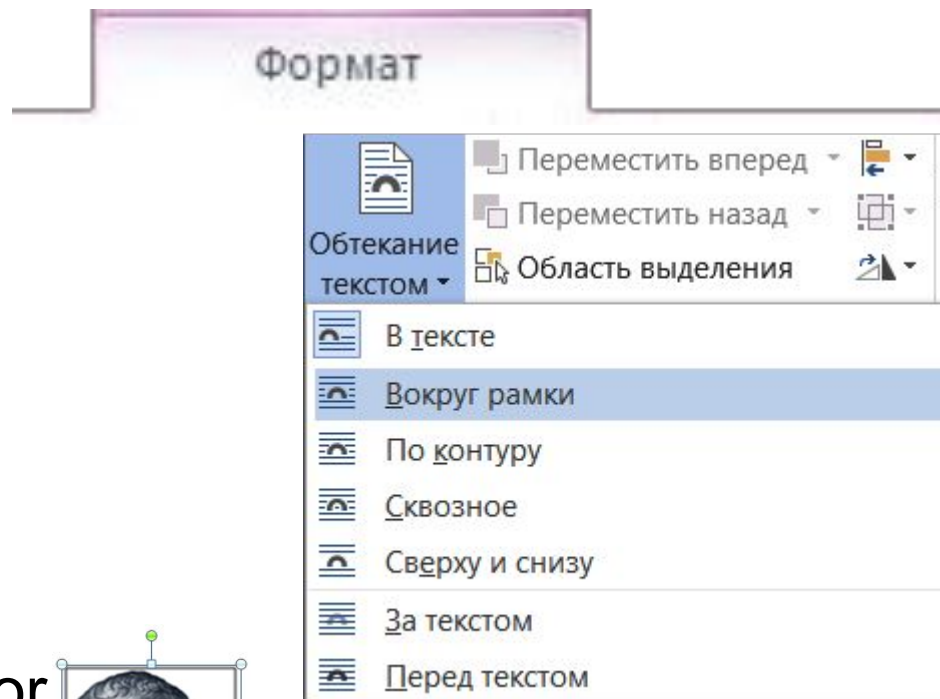 Формат
Переместить вперед
Переместить назад
Обтекание
текстом
Область выделения
В тексте
Вокруг рамки
По контуру
Сквозное
Сверху и снизу
За текстом
Перед текстом
or